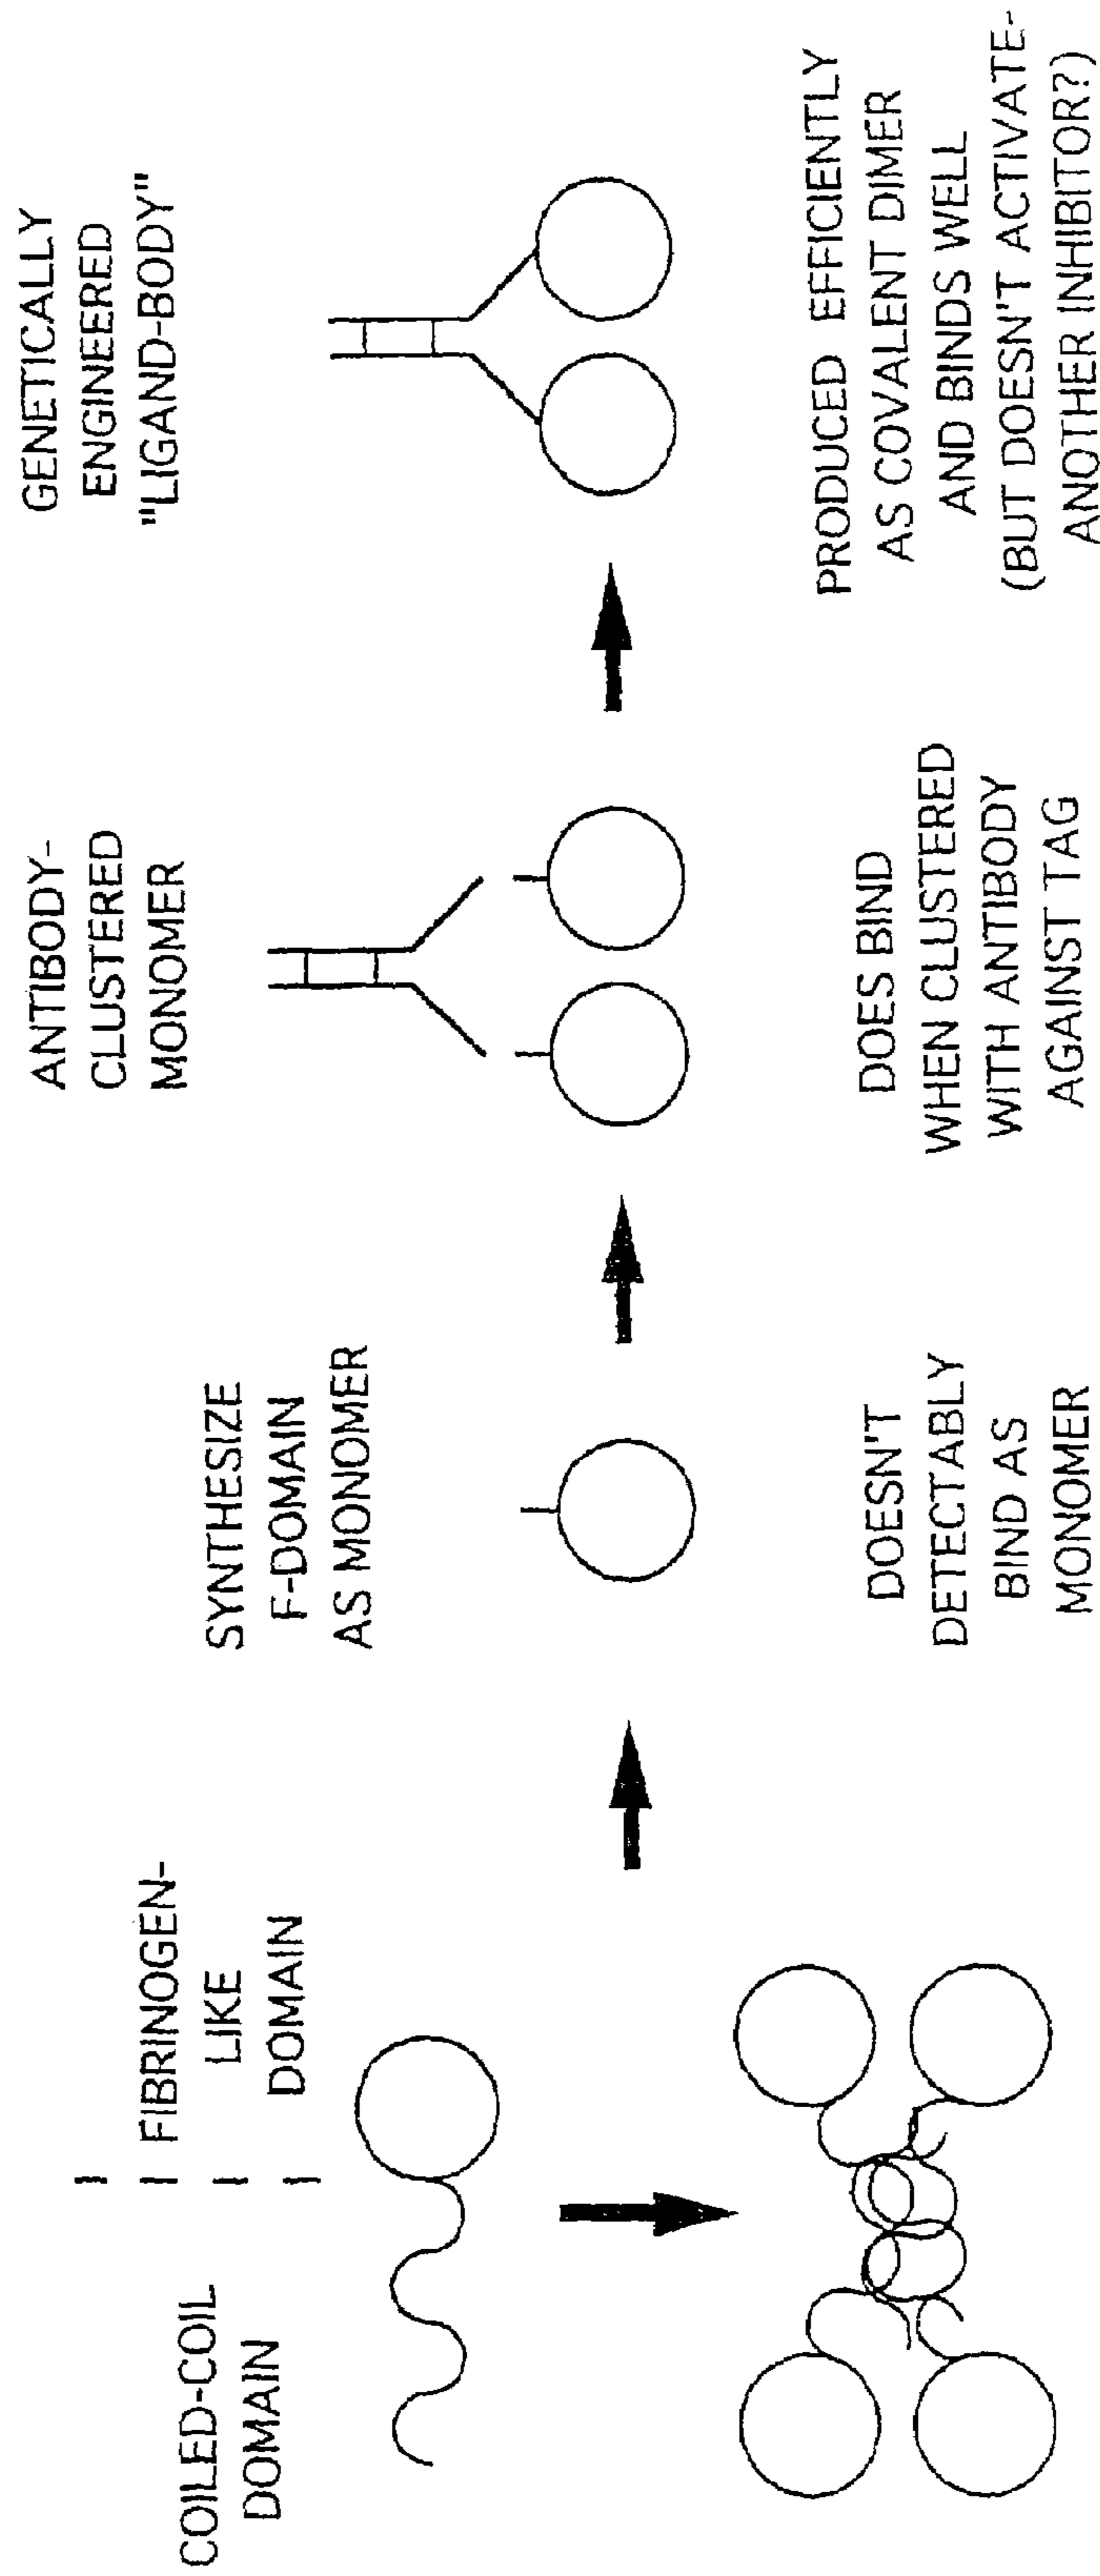 COILED-COIL
DOMAIN
FIBRINOGEN-
LIKE
DOMAIN
SYNTHESIZE
F-DOMAIN
AS MONOMER
DOESN'T
DETECTABLY
BIND AS
MONOMER
ANTIBODY-
CLUSTERED
MONOMER
DOES BIND
WHEN CLUSTERED
WITH ANTIBODY
AGAINST TAG
GENETICALLY
ENGINEERED
"LIGAND-BODY"
PRODUCED EFFICIENTLY
AS COVALENT DIMER
AND BINDS WELL
(BUT DOESN'T ACTIVATE-
ANOTHER INHIBITOR?)